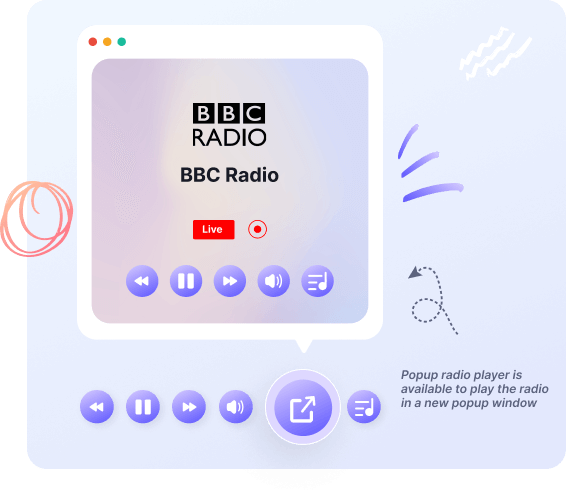 BBC
RADIO
BBC Radio
Live
Popup radio player is
available to play the radio
in a new popup window